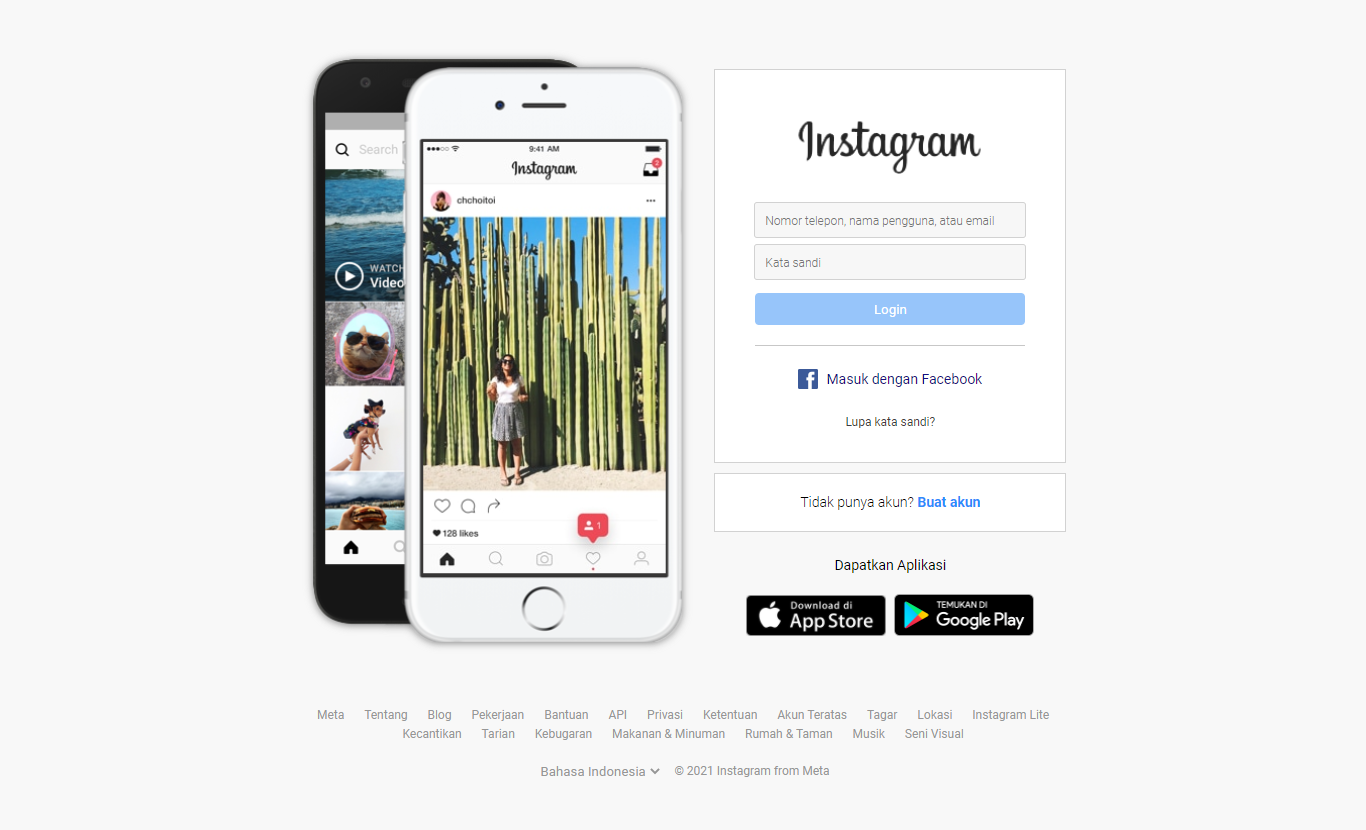 Search
WATCH
Video
9:41 AM
Instagram
2
chchoitoi
128 likes
1
Instagram
Nomor telepon, nama pengguna, atau email
Kata sandi
Login
Masuk dengan Facebook
Lupa kata sandi?
Tidak punya akun? Buat akun
Dapatkan Aplikasi
Download di
App Store
TEMUKAN DI
Google Play
Meta Tentang Blog Pekerjaan Bantuan API Privasi Ketentuan Akun Teratas Tagar Lokasi Instagram Lite
Kecantikan Tarian Kebugaran Makanan & Minuman Rumah & Taman Musik Seni Visual
Bahasa Indonesia © 2021 Instagram from Meta